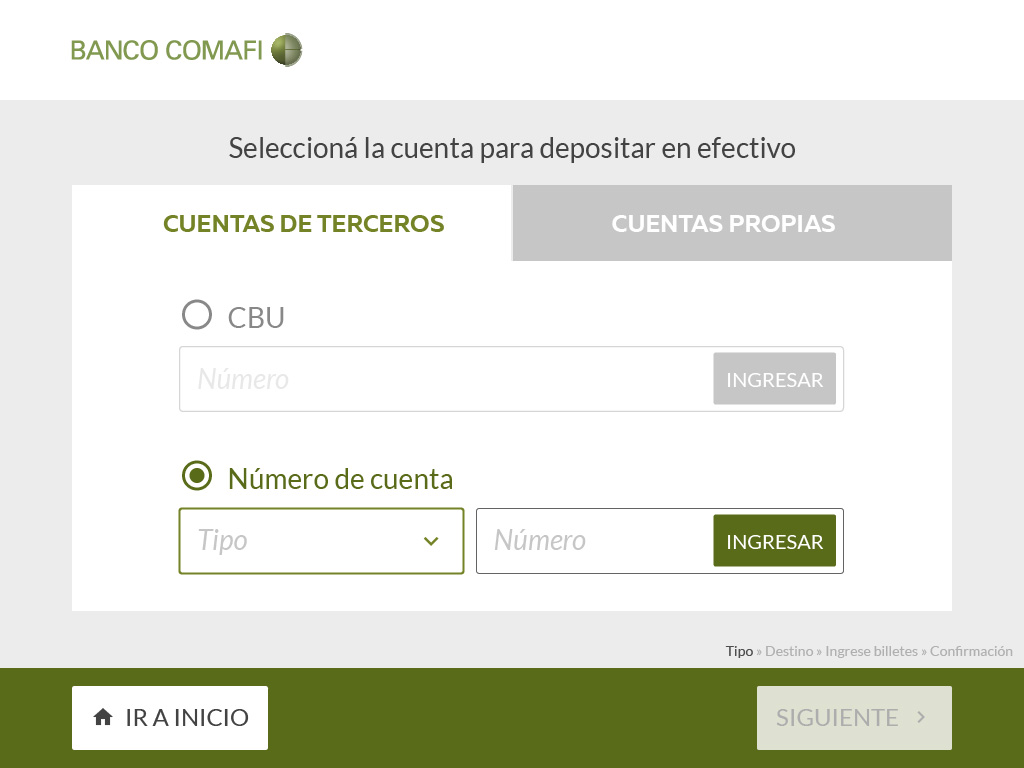 BANCO COMAFI
Seleccioná la cuenta para depositar en efectivo
CUENTAS DE TERCEROS
CUENTAS PROPIAS
CBU
Número
INGRESAR
Número de cuenta
Tipo
Número
INGRESAR
Tipo » Destino » Ingrese billetes » Confirmación
IR A INICIO
SIGUIENTE